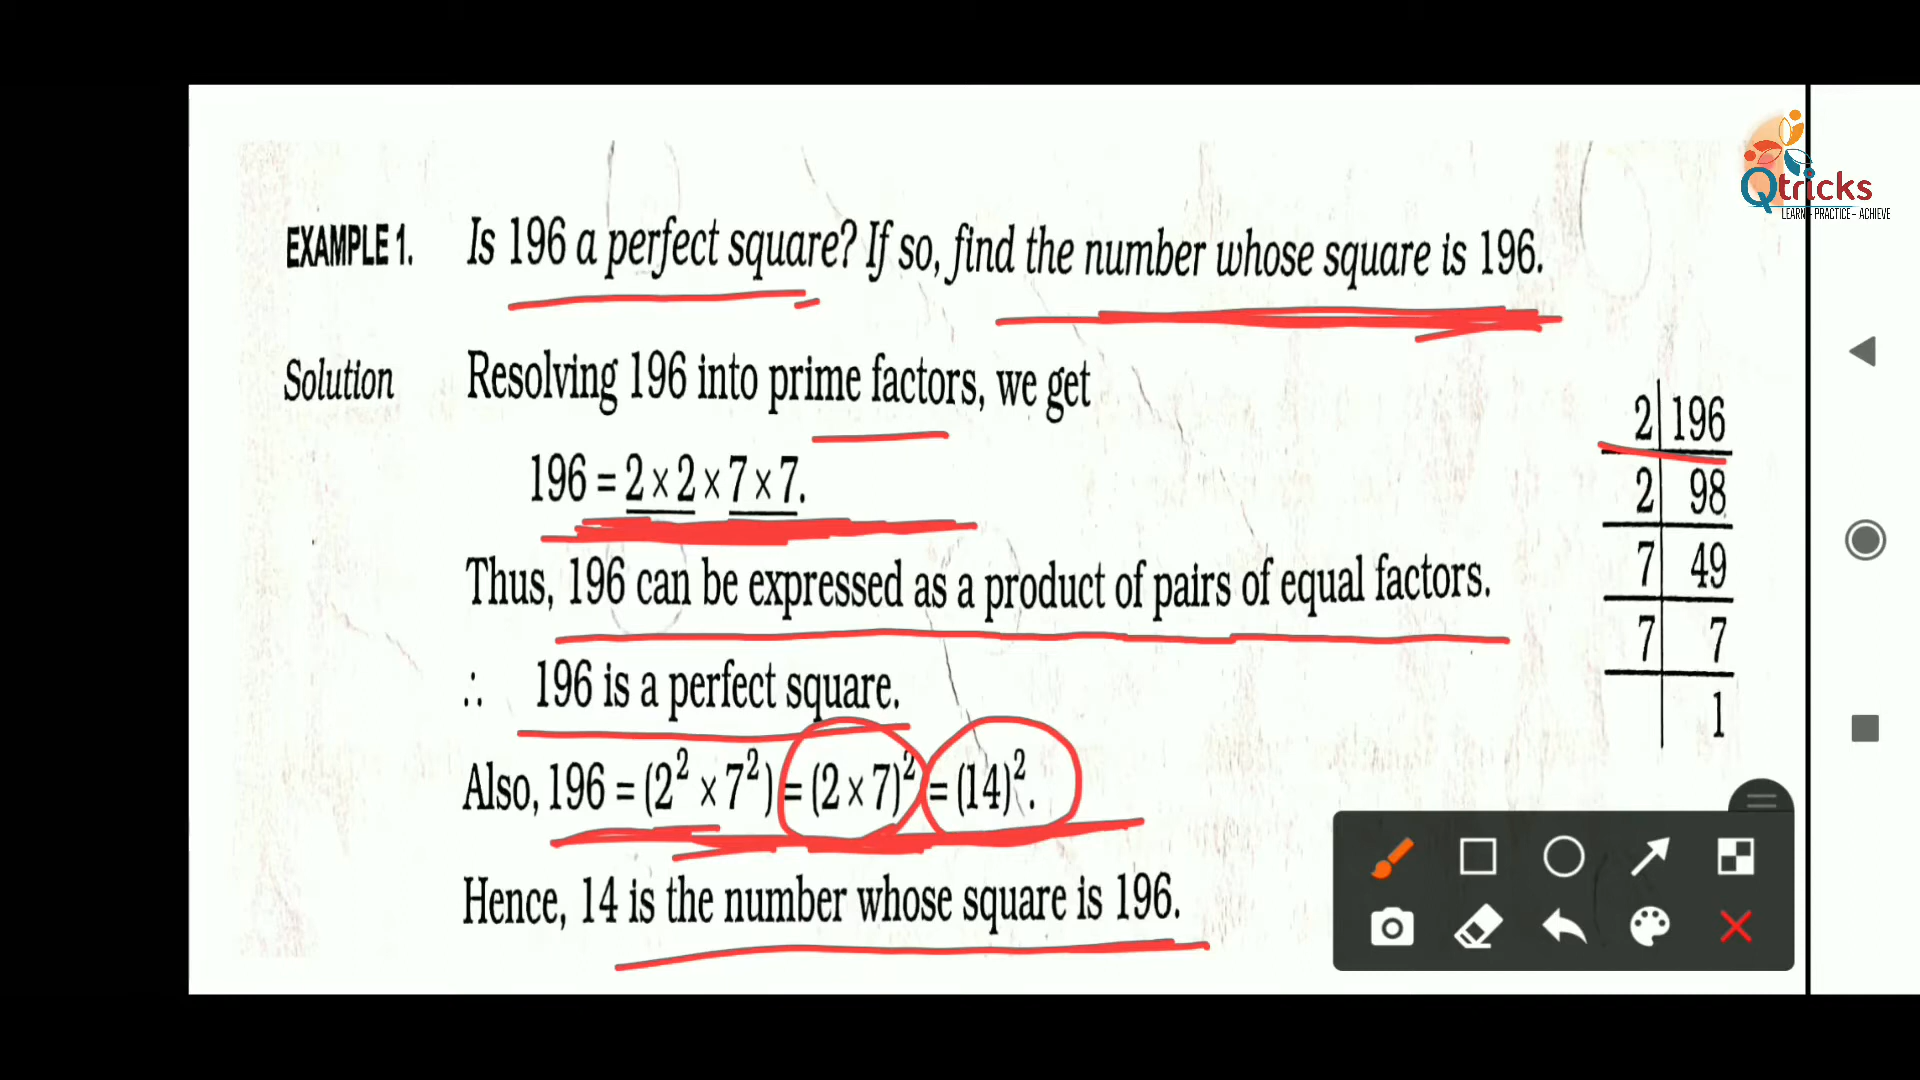 Qtricks
LEARN - PRACTICE - ACHIEVE
EXAMPLE 1. Is 196 a perfect square? If so, find the number whose square is 196.
Solution Resolving 196 into prime factors, we get
196 = 2 × 2 × 7 × 7.
Thus, 196 can be expressed as a product of pairs of equal factors.
∴ 196 is a perfect square.
Also, 196 = (2² × 7²) = (2 × 7)² = (14)².
Hence, 14 is the number whose square is 196.
2 | 196
2 | 98
7 | 49
7 | 7
| 1